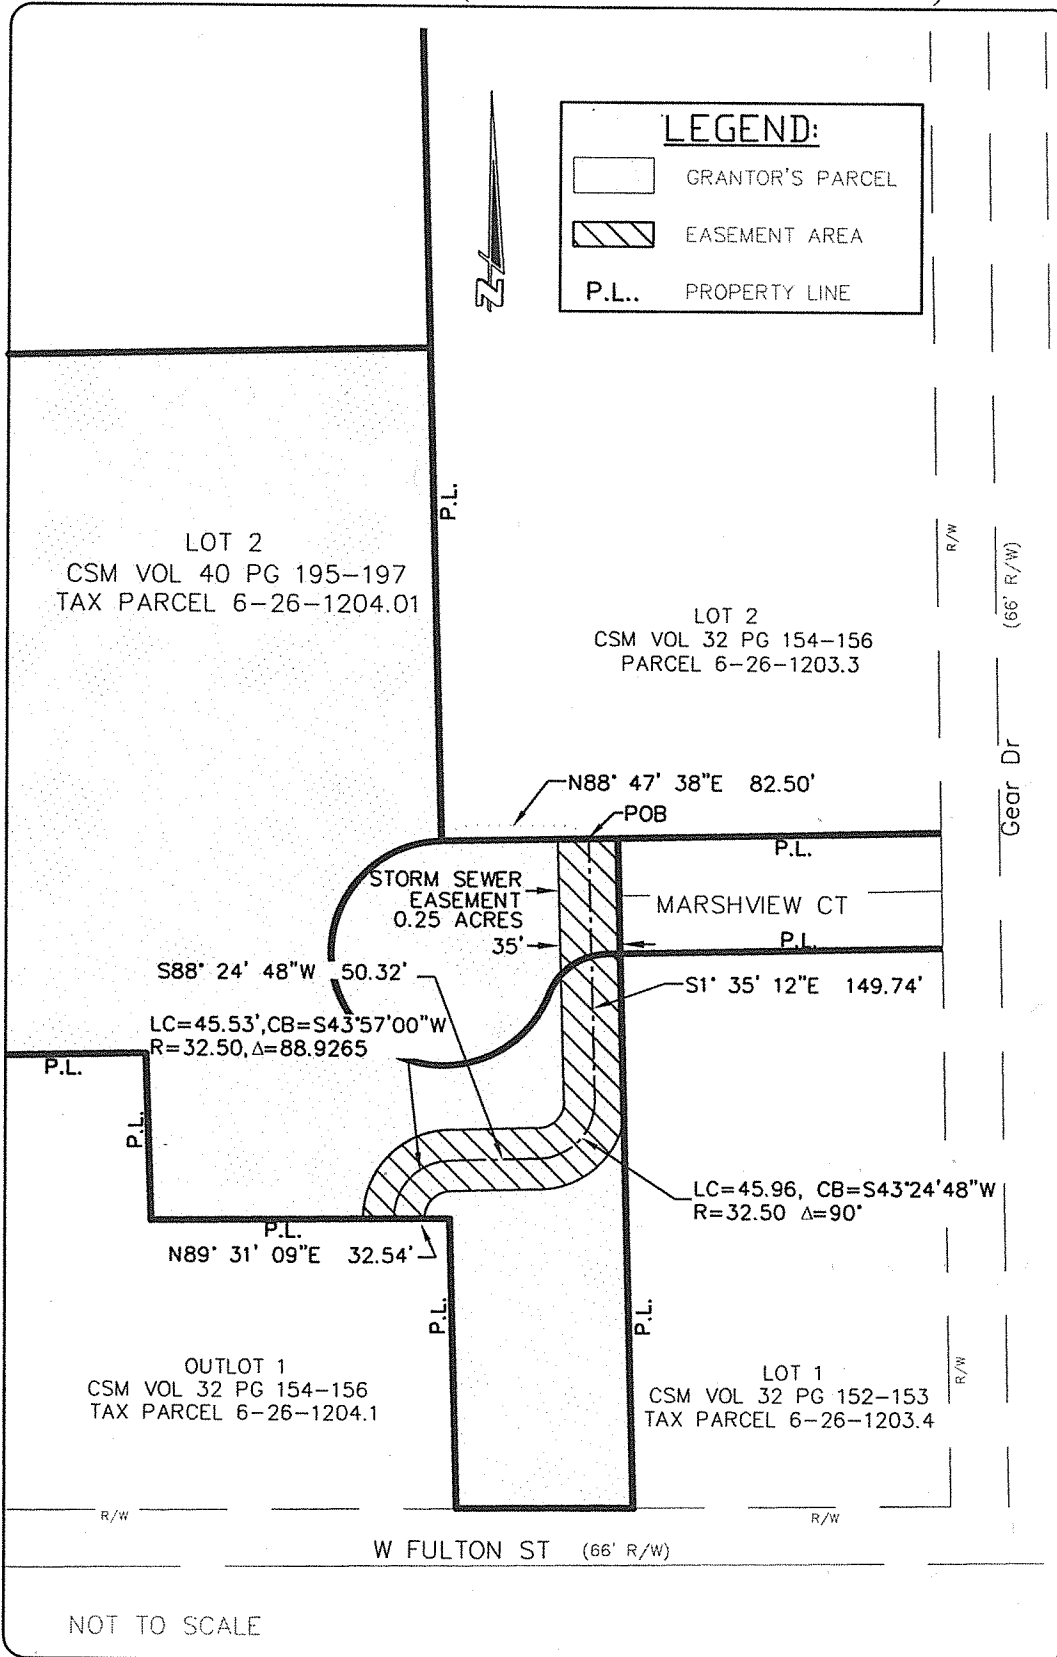 LEGEND:
GRANTOR'S PARCEL
EASEMENT AREA
P.L.. PROPERTY LINE
N
P.L.
LOT 2
CSM VOL 40 PG 195-197
TAX PARCEL 6-26-1204.01
R/W
(66' R/W)
LOT 2
CSM VOL 32 PG 154-156
PARCEL 6-26-1203.3
Gear Dr
N88° 47' 38"E 82.50'
POB
P.L.
STORM SEWER
EASEMENT
0.25 ACRES
35'
MARSHVIEW CT
P.L.
S88° 24' 48"W 50.32'
S1° 35' 12"E 149.74'
LC=45.53',CB=S43°57'00"W
R=32.50,Δ=88.9265
P.L.
P.L.
LC=45.96, CB=S43°24'48"W
R=32.50 Δ=90°
P.L.
N89° 31' 09"E 32.54'
P.L.
P.L.
OUTLOT 1
CSM VOL 32 PG 154-156
TAX PARCEL 6-26-1204.1
LOT 1
CSM VOL 32 PG 152-153
TAX PARCEL 6-26-1203.4
R/W
R/W
R/W
W FULTON ST (66' R/W)
NOT TO SCALE